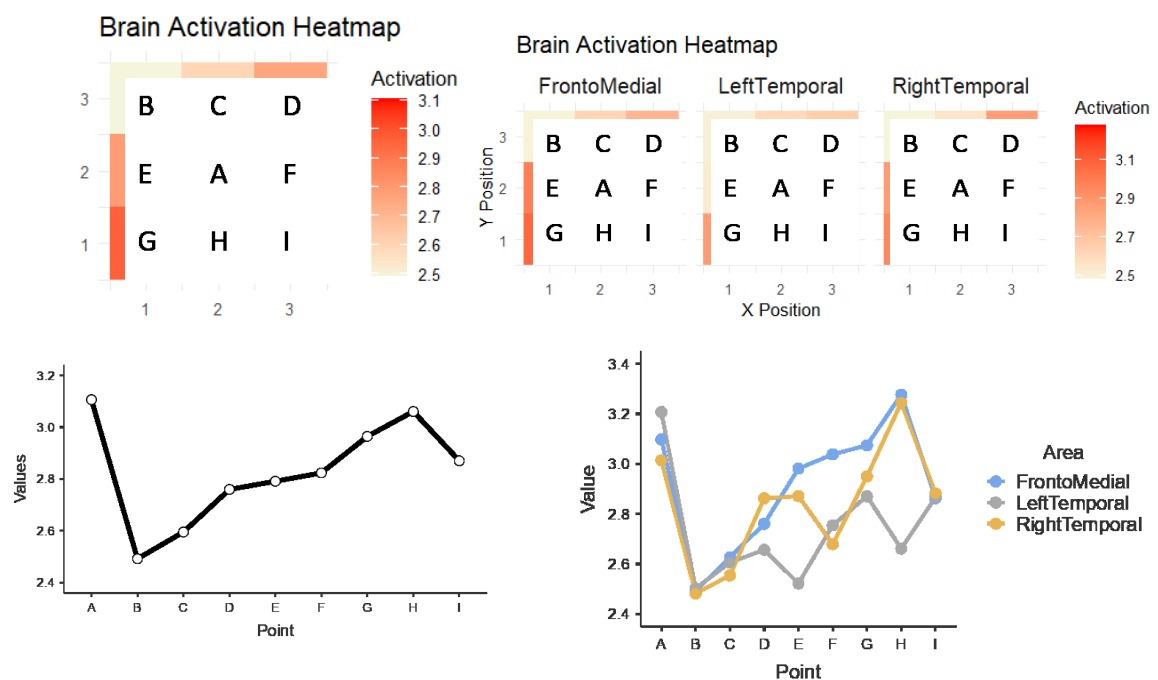 Brain Activation Heatmap
3
2
1
B C D
E A F
G H I
1 2 3
Activation
3.1
3.0
2.9
2.8
2.7
2.6
2.5
Brain Activation Heatmap
FrontoMedial LeftTemporal RightTemporal
Y Position
3
2
1
B C D B C D B C D
E A F E A F E A F
G H I G H I G H I
1 2 3 1 2 3 1 2 3
X Position
Activation
3.1
2.9
2.7
2.5
Values
3.2
3.0
2.8
2.6
2.4
A B C D E F G H I
Point
Value
3.4
3.2
3.0
2.8
2.6
2.4
A B C D E F G H I
Point
Area
FrontoMedial
LeftTemporal
RightTemporal